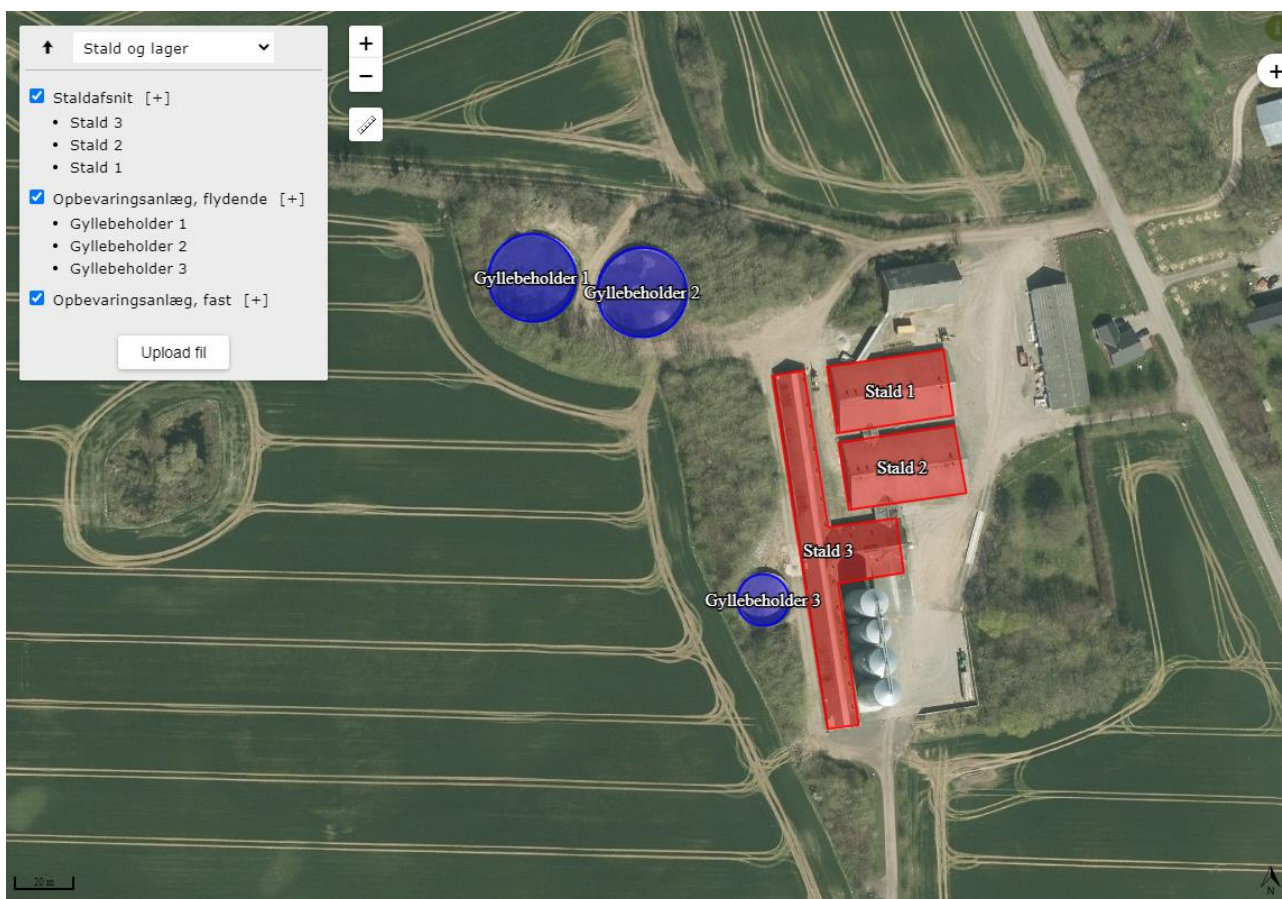 Stald og lager
Staldafsnit [+]
Stald 3
Stald 2
Stald 1
Opbevaringsanlæg, flydende [+]
Gyllebeholder 1
Gyllebeholder 2
Gyllebeholder 3
Opbevaringsanlæg, fast [+]
Upload fil
+
−
+
Gyllebeholder 1
Gyllebeholder 2
Stald 1
Stald 2
Stald 3
Gyllebeholder 3
20 m
N